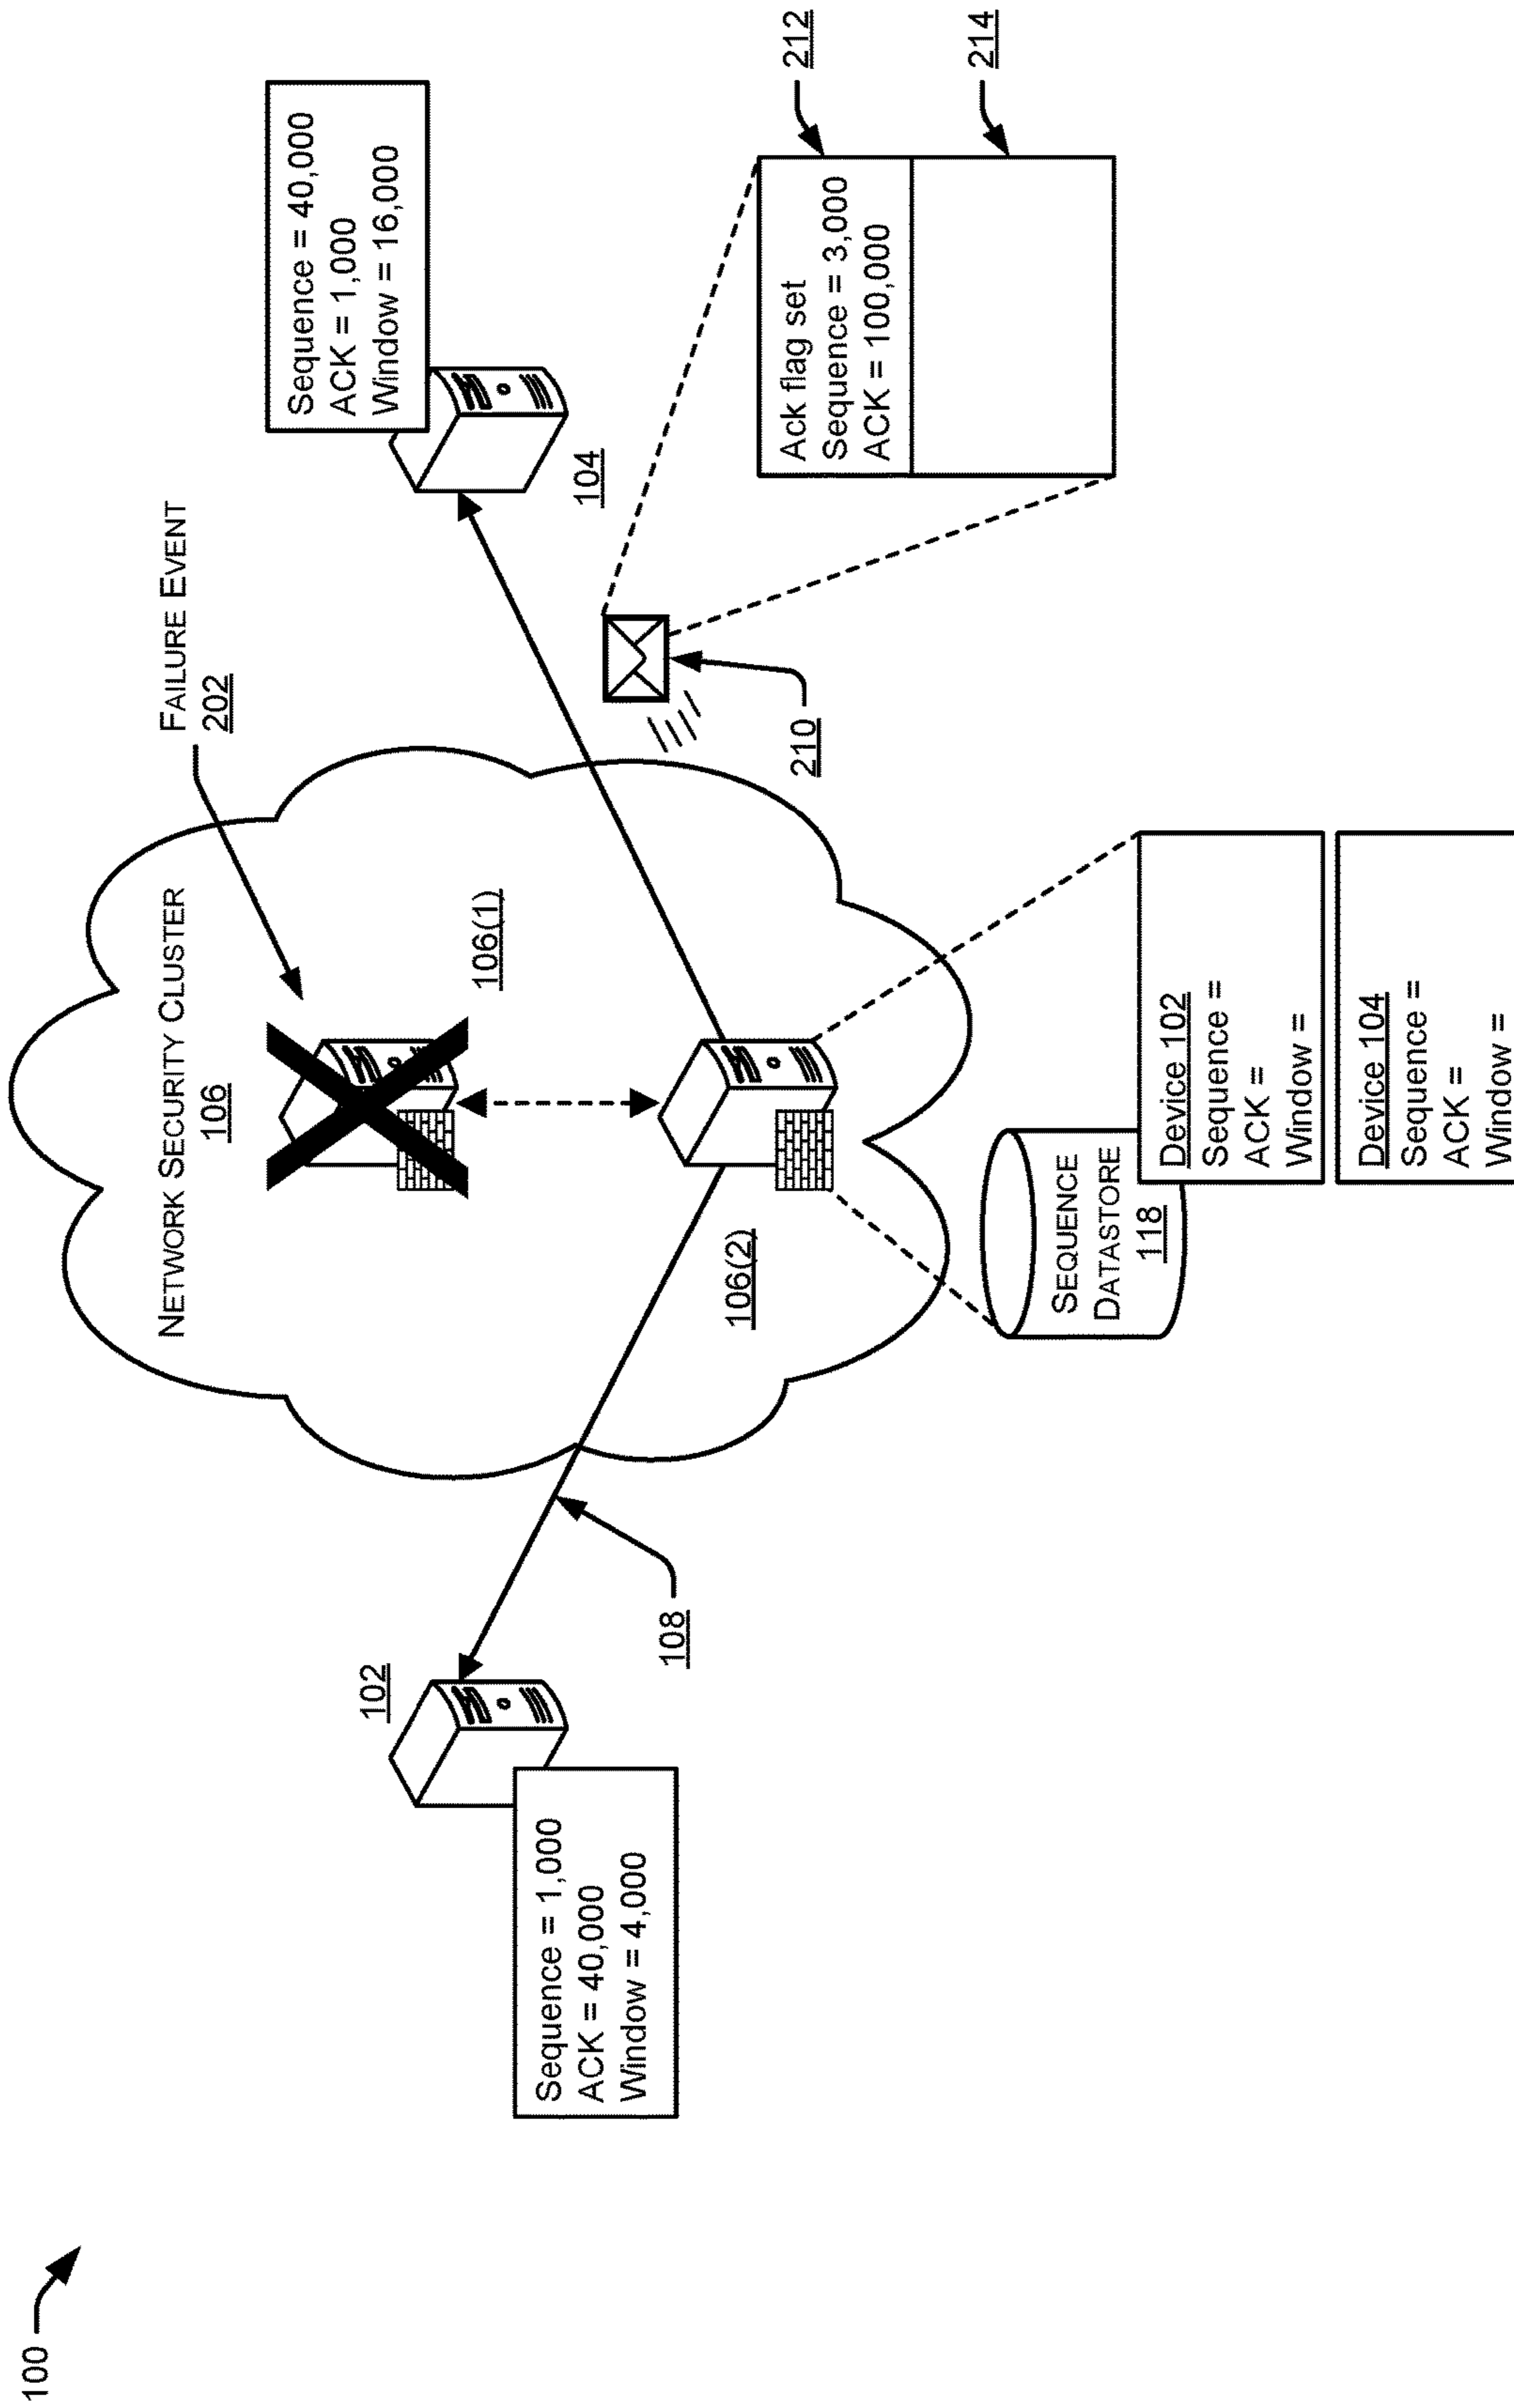 100
NETWORK SECURITY CLUSTER
106
FAILURE EVENT
202
106(1)
102
Sequence = 1,000
ACK = 40,000
Window = 4,000
108
Sequence = 40,000
ACK = 1,000
Window = 16,000
104
106(2)
210
212
Ack flag set
Sequence = 3,000
ACK = 100,000
214
SEQUENCE
DATASTORE
118
Device 102
Sequence =
ACK =
Window =
Device 104
Sequence =
ACK =
Window =